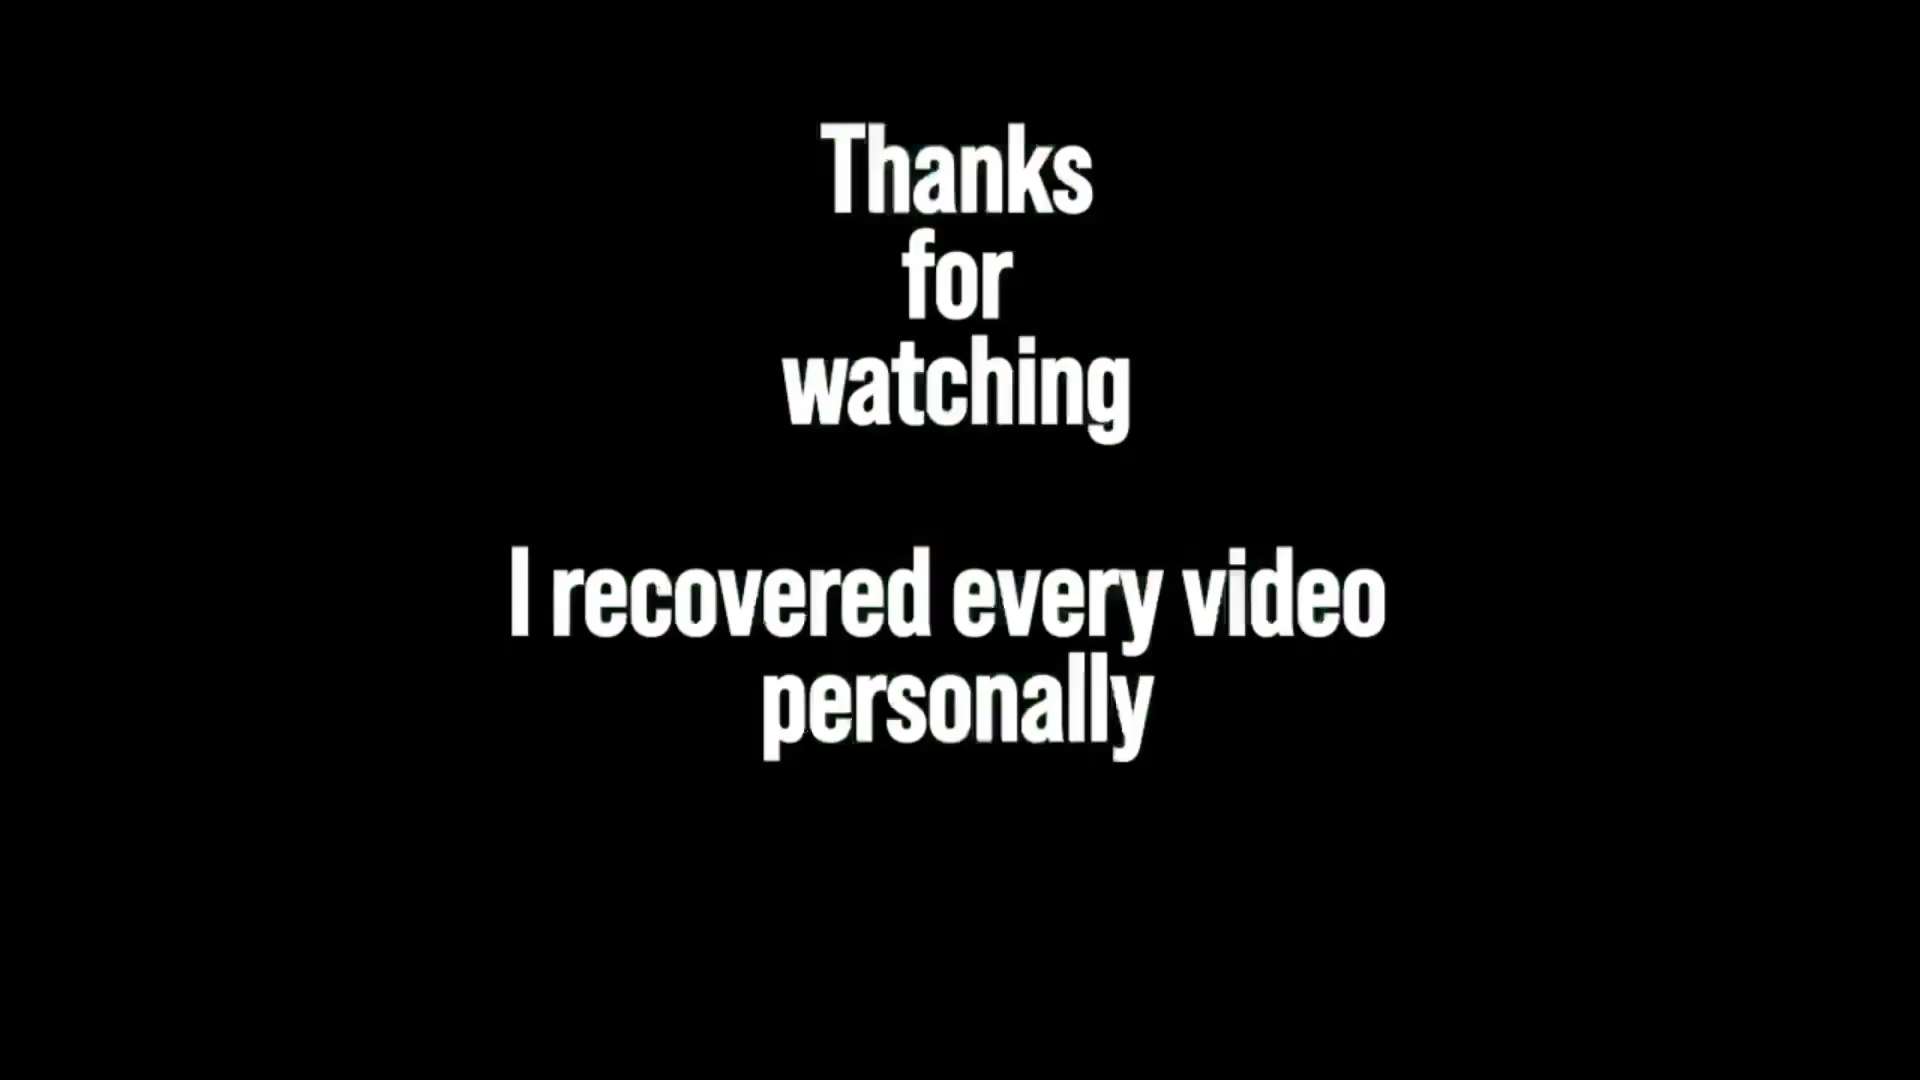 Thanks
for
watching
I recovered every video
personally